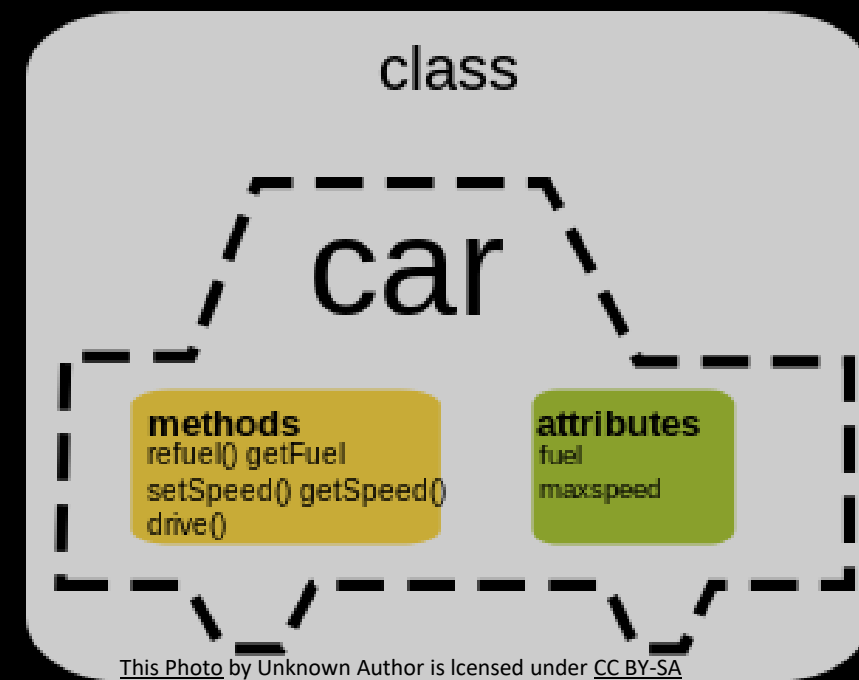 class
car
methods
refuel() getFuel
setSpeed() getSpeed()
drive()
attributes
fuel
maxspeed
This Photo by Unknown Author is lcensed under CC BY-SA